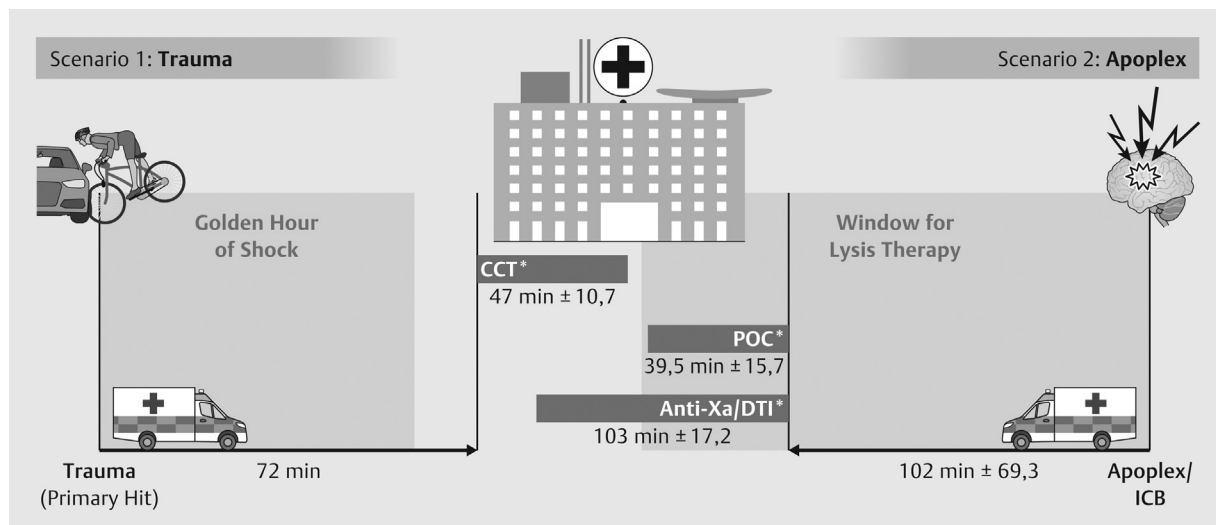 Scenario 1: Trauma
Scenario 2: Apoplex
Golden Hour
of Shock
Window for
Lysis Therapy
CCT*
47 min ± 10,7
POC*
39,5 min ± 15,7
Anti-Xa/DTI*
103 min ± 17,2
Trauma
(Primary Hit)
72 min
102 min ± 69,3
Apoplex/
ICB